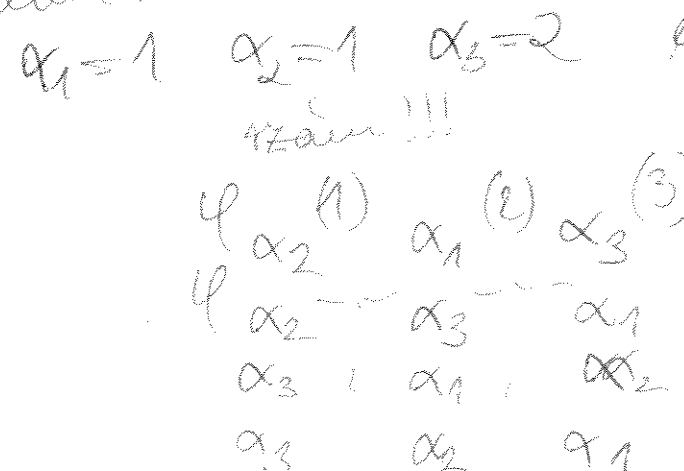 α₁ = 1 α₂ = 1 α₃ = 2
φ α₂ (1) α₁ (2) α₃ (3)
φ α₂ α₃ α₁
α₃ , α₁ , α₂
α₃ α₂ α₁